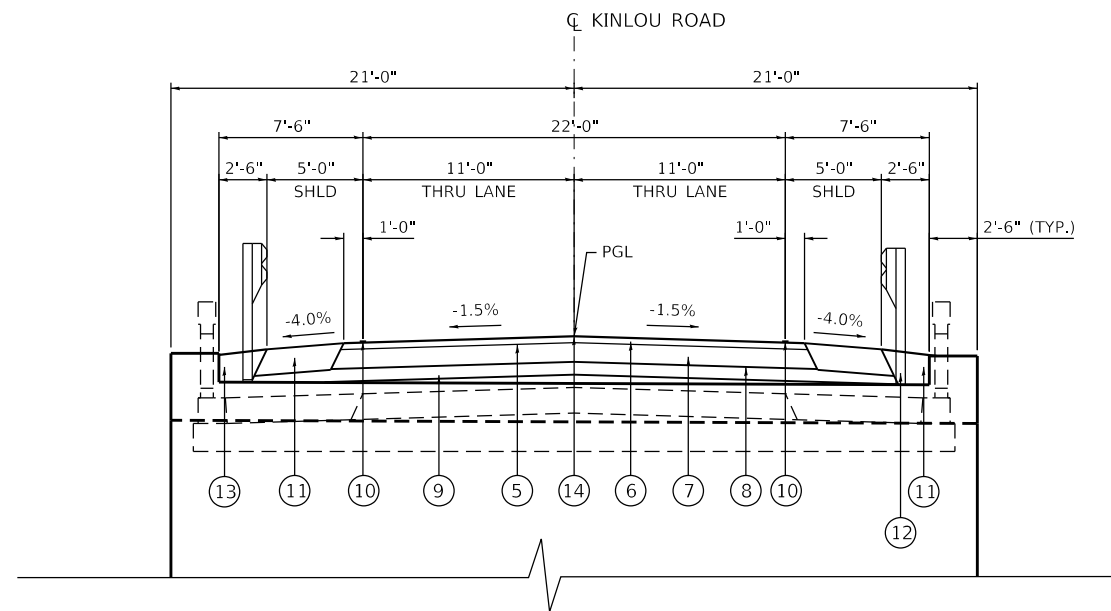 ℄ KINLOU ROAD
21'-0" 21'-0"
7'-6" 22'-0" 7'-6"
2'-6" 5'-0" 11'-0" 11'-0" 5'-0" 2'-6"
SHLD THRU LANE THRU LANE SHLD
1'-0" 1'-0" 2'-6" (TYP.)
PGL
-4.0% -1.5% -1.5% -4.0%
13 11 10 9 5 14 6 7 8 10 11
12